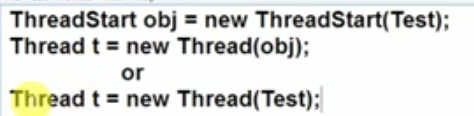 ThreadStart obj = new ThreadStart(Test);
Thread t = new Thread(obj);
or
Thread t = new Thread(Test);